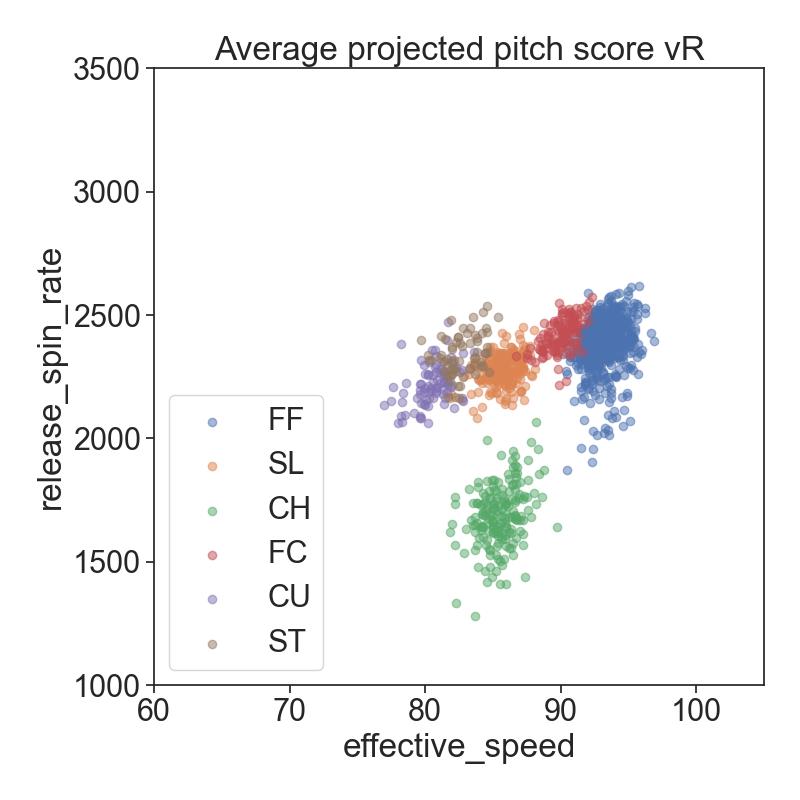 Average projected pitch score vR
3500
3000
2500
2000
1500
1000
release_spin_rate
FF
SL
CH
FC
CU
ST
60 70 80 90 100
effective_speed